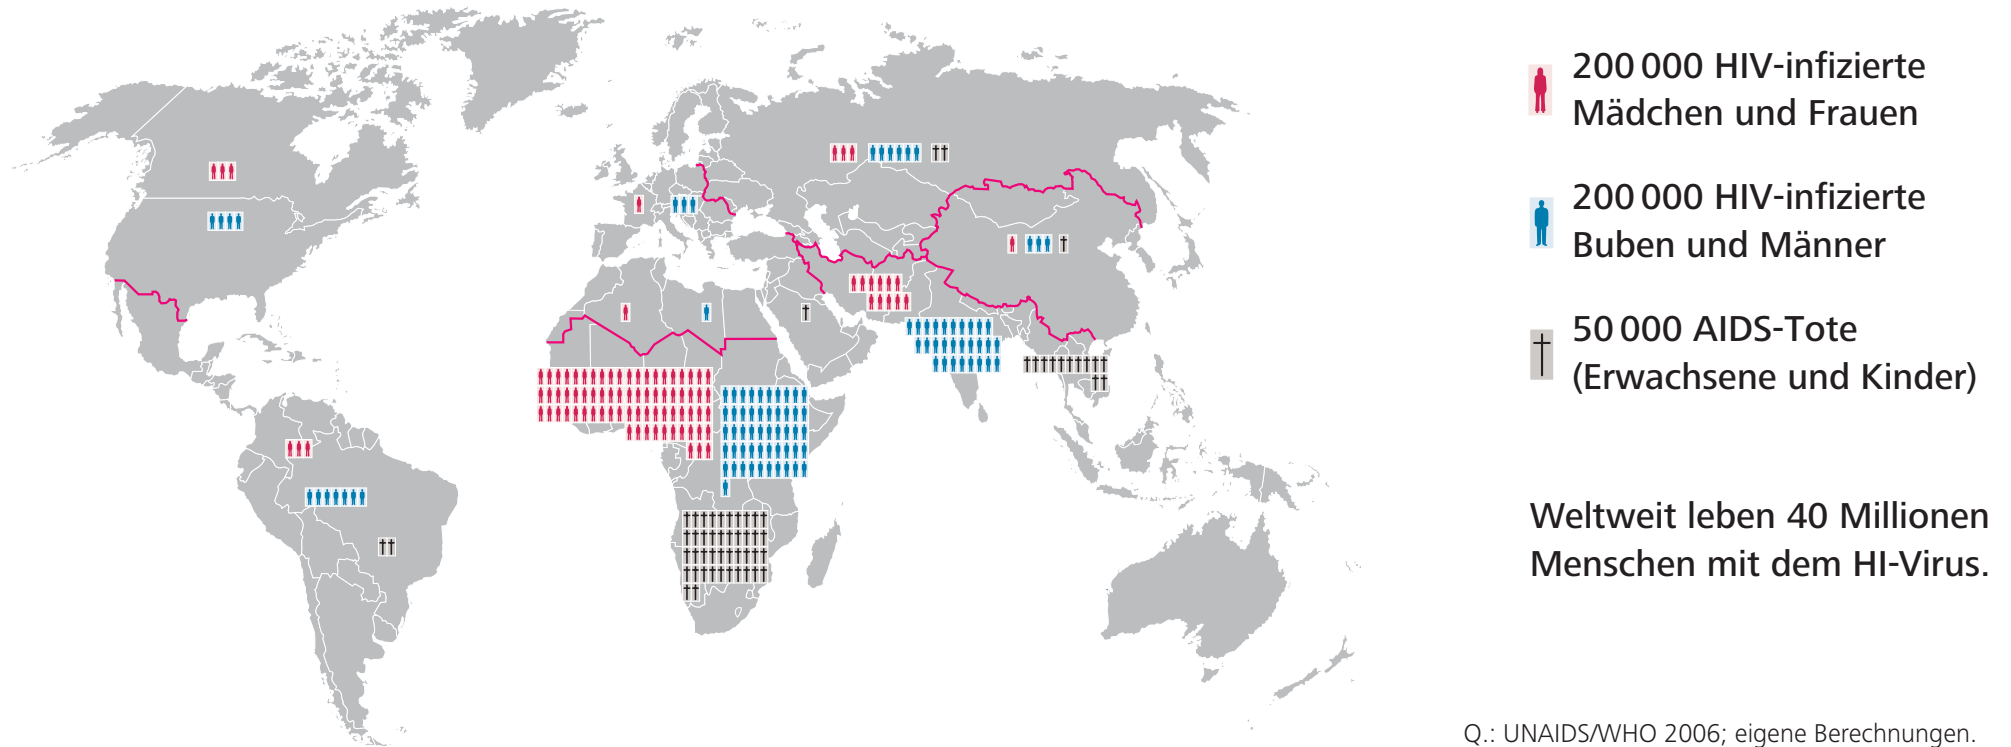 200 000 HIV-infizierte
Mädchen und Frauen
200 000 HIV-infizierte
Buben und Männer
50 000 AIDS-Tote
(Erwachsene und Kinder)
Weltweit leben 40 Millionen
Menschen mit dem HI-Virus.
Q.: UNAIDS/WHO 2006; eigene Berechnungen.